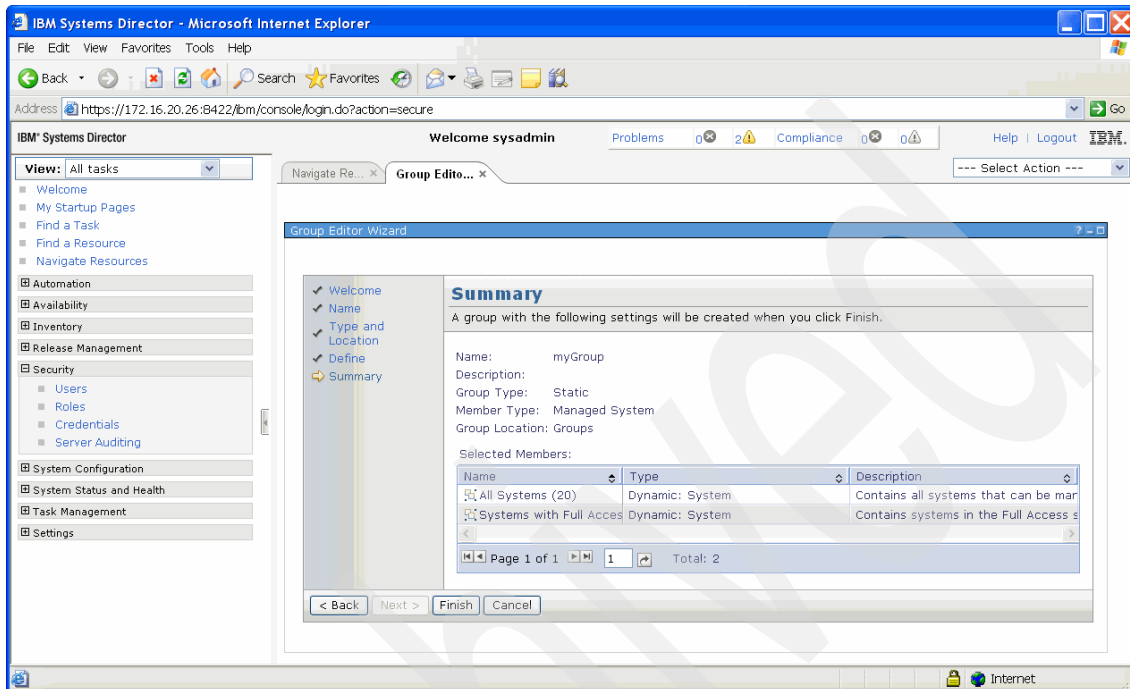 IBM Systems Director - Microsoft Internet Explorer
File Edit View Favorites Tools Help
Back Search Favorites
Address https://172.16.20.26:8422/ibm/console/login.do?action=secure Go
IBM® Systems Director Welcome sysadmin Problems 0 2 Compliance 0 0 Help | Logout IBM.
View: All tasks
Navigate Re... × Group Edito... × --- Select Action ---
Welcome
My Startup Pages
Find a Task
Find a Resource
Navigate Resources
Automation
Availability
Inventory
Release Management
Security
Users
Roles
Credentials
Server Auditing
System Configuration
System Status and Health
Task Management
Settings
Group Editor Wizard
Welcome
Name
Type and
Location
Define
Summary
Summary
A group with the following settings will be created when you click Finish.
Name: myGroup
Description:
Group Type: Static
Member Type: Managed System
Group Location: Groups
Selected Members:
Name Type Description
All Systems (20) Dynamic: System Contains all systems that can be mar
Systems with Full Acces Dynamic: System Contains systems in the Full Access s
Page 1 of 1 1 Total: 2
< Back Next > Finish Cancel
Internet